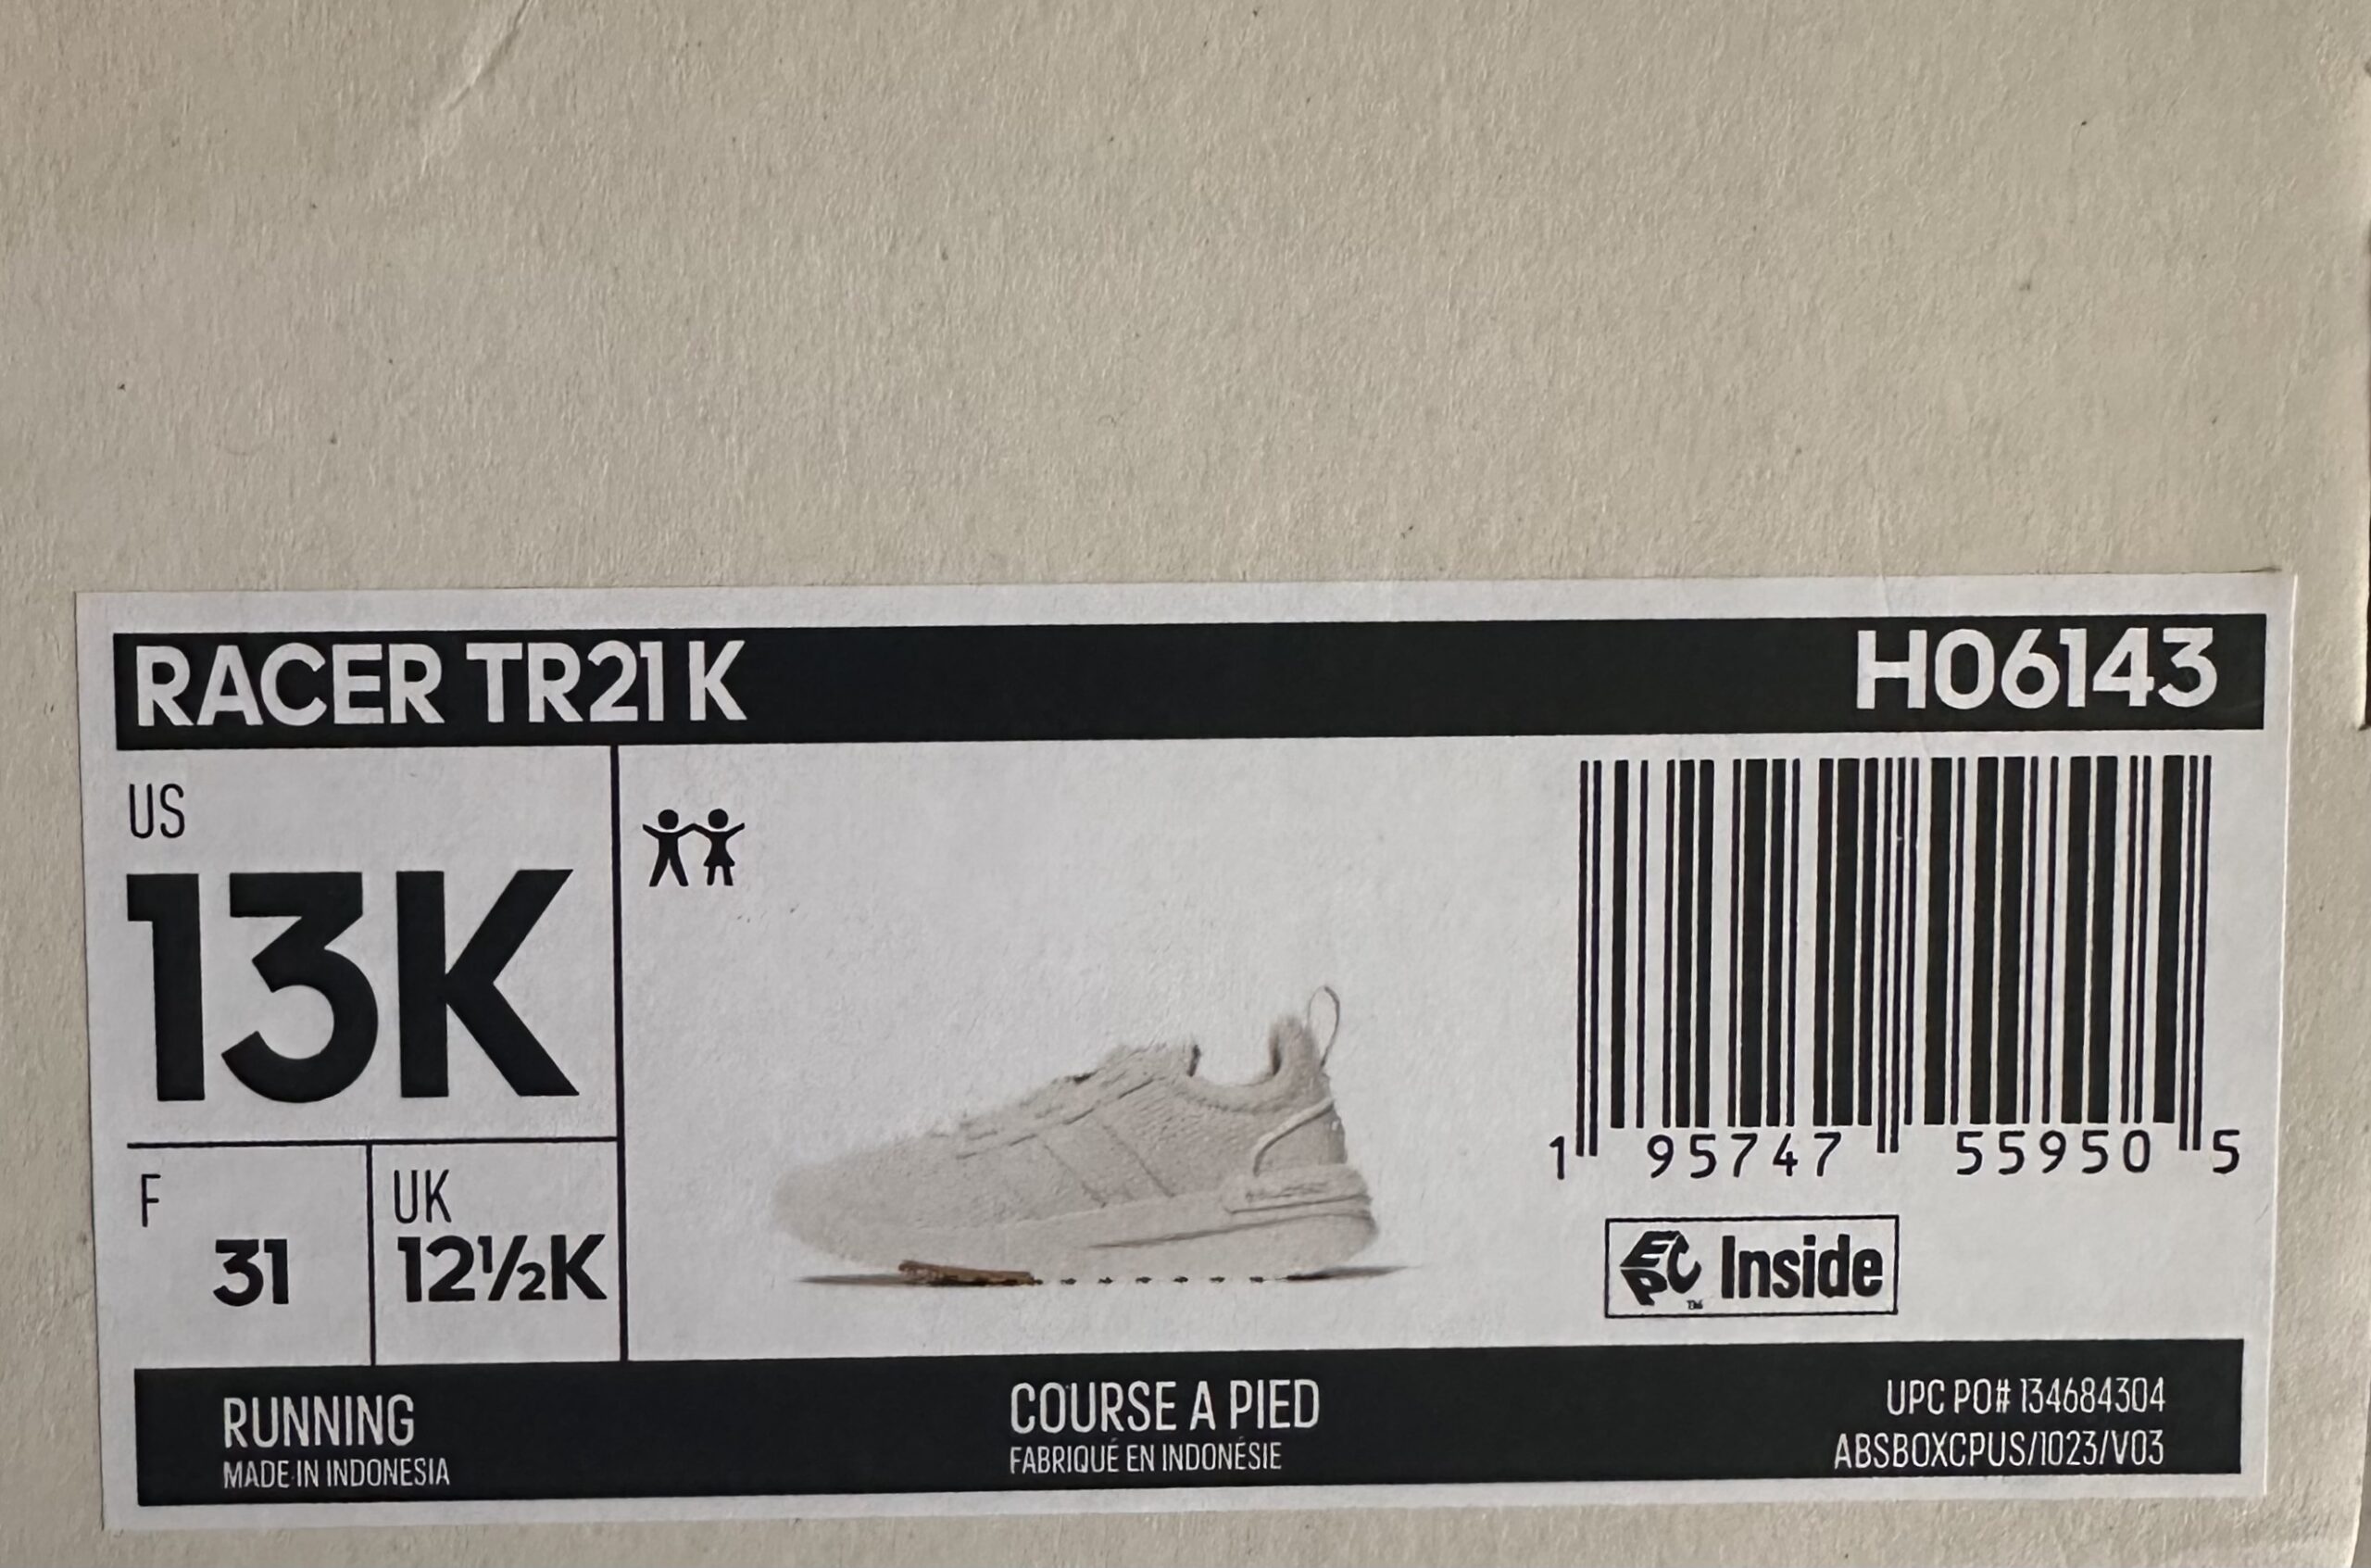 RACER TR21 K
H06143
US
13K
F
31
UK
12½K
1 95747 55950 5
EPC™ Inside
RUNNING
MADE IN INDONESIA
COURSE A PIED
FABRIQUÉ EN INDONÉSIE
UPC PO# 134684304
ABSBOXCPUS/1023/V03